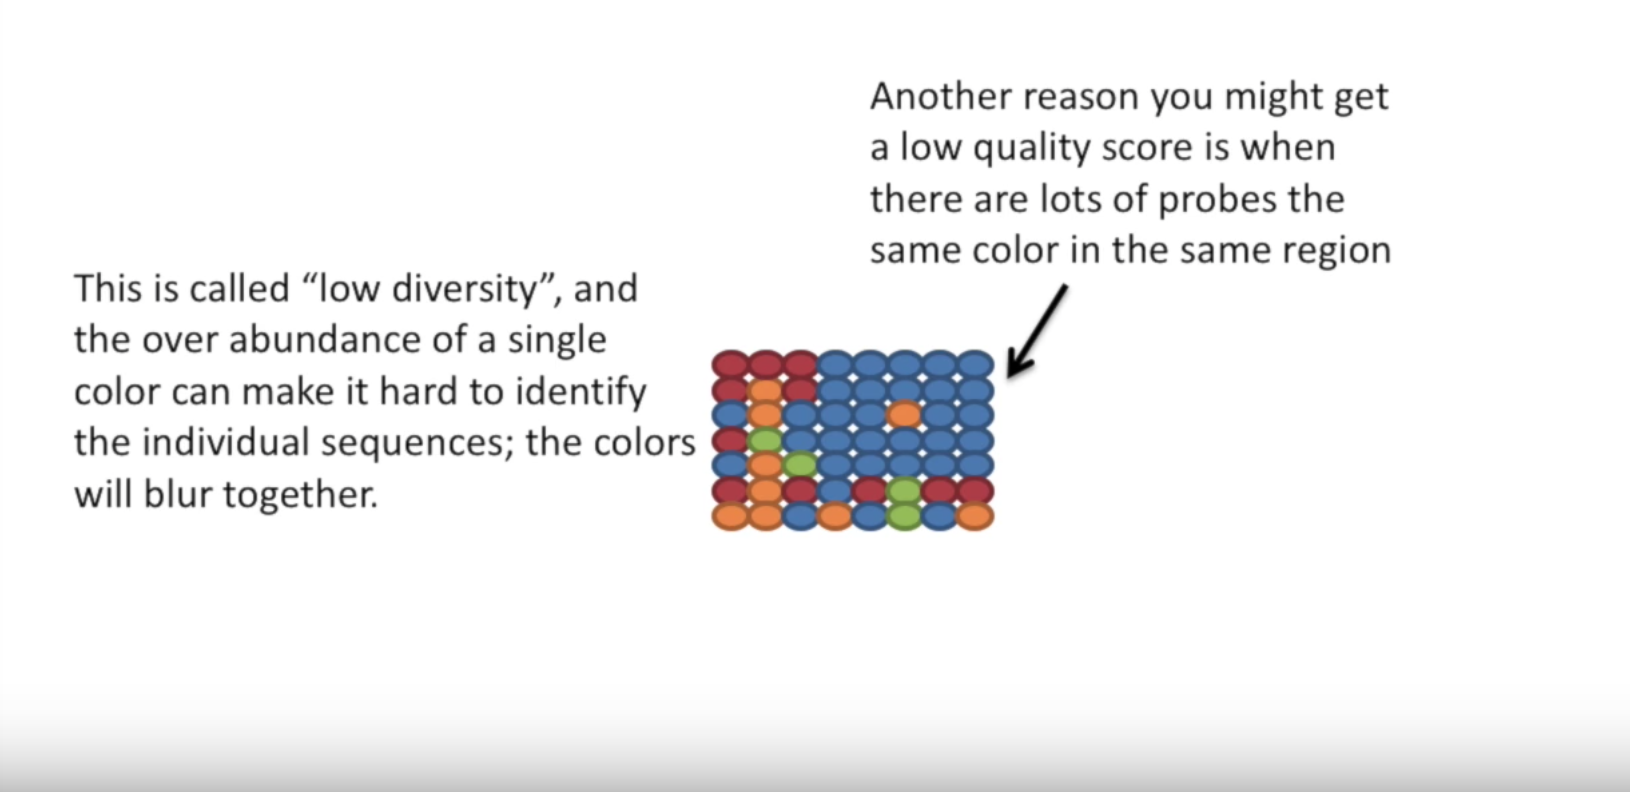 Another reason you might get
a low quality score is when
there are lots of probes the
same color in the same region
This is called “low diversity”, and
the over abundance of a single
color can make it hard to identify
the individual sequences; the colors
will blur together.